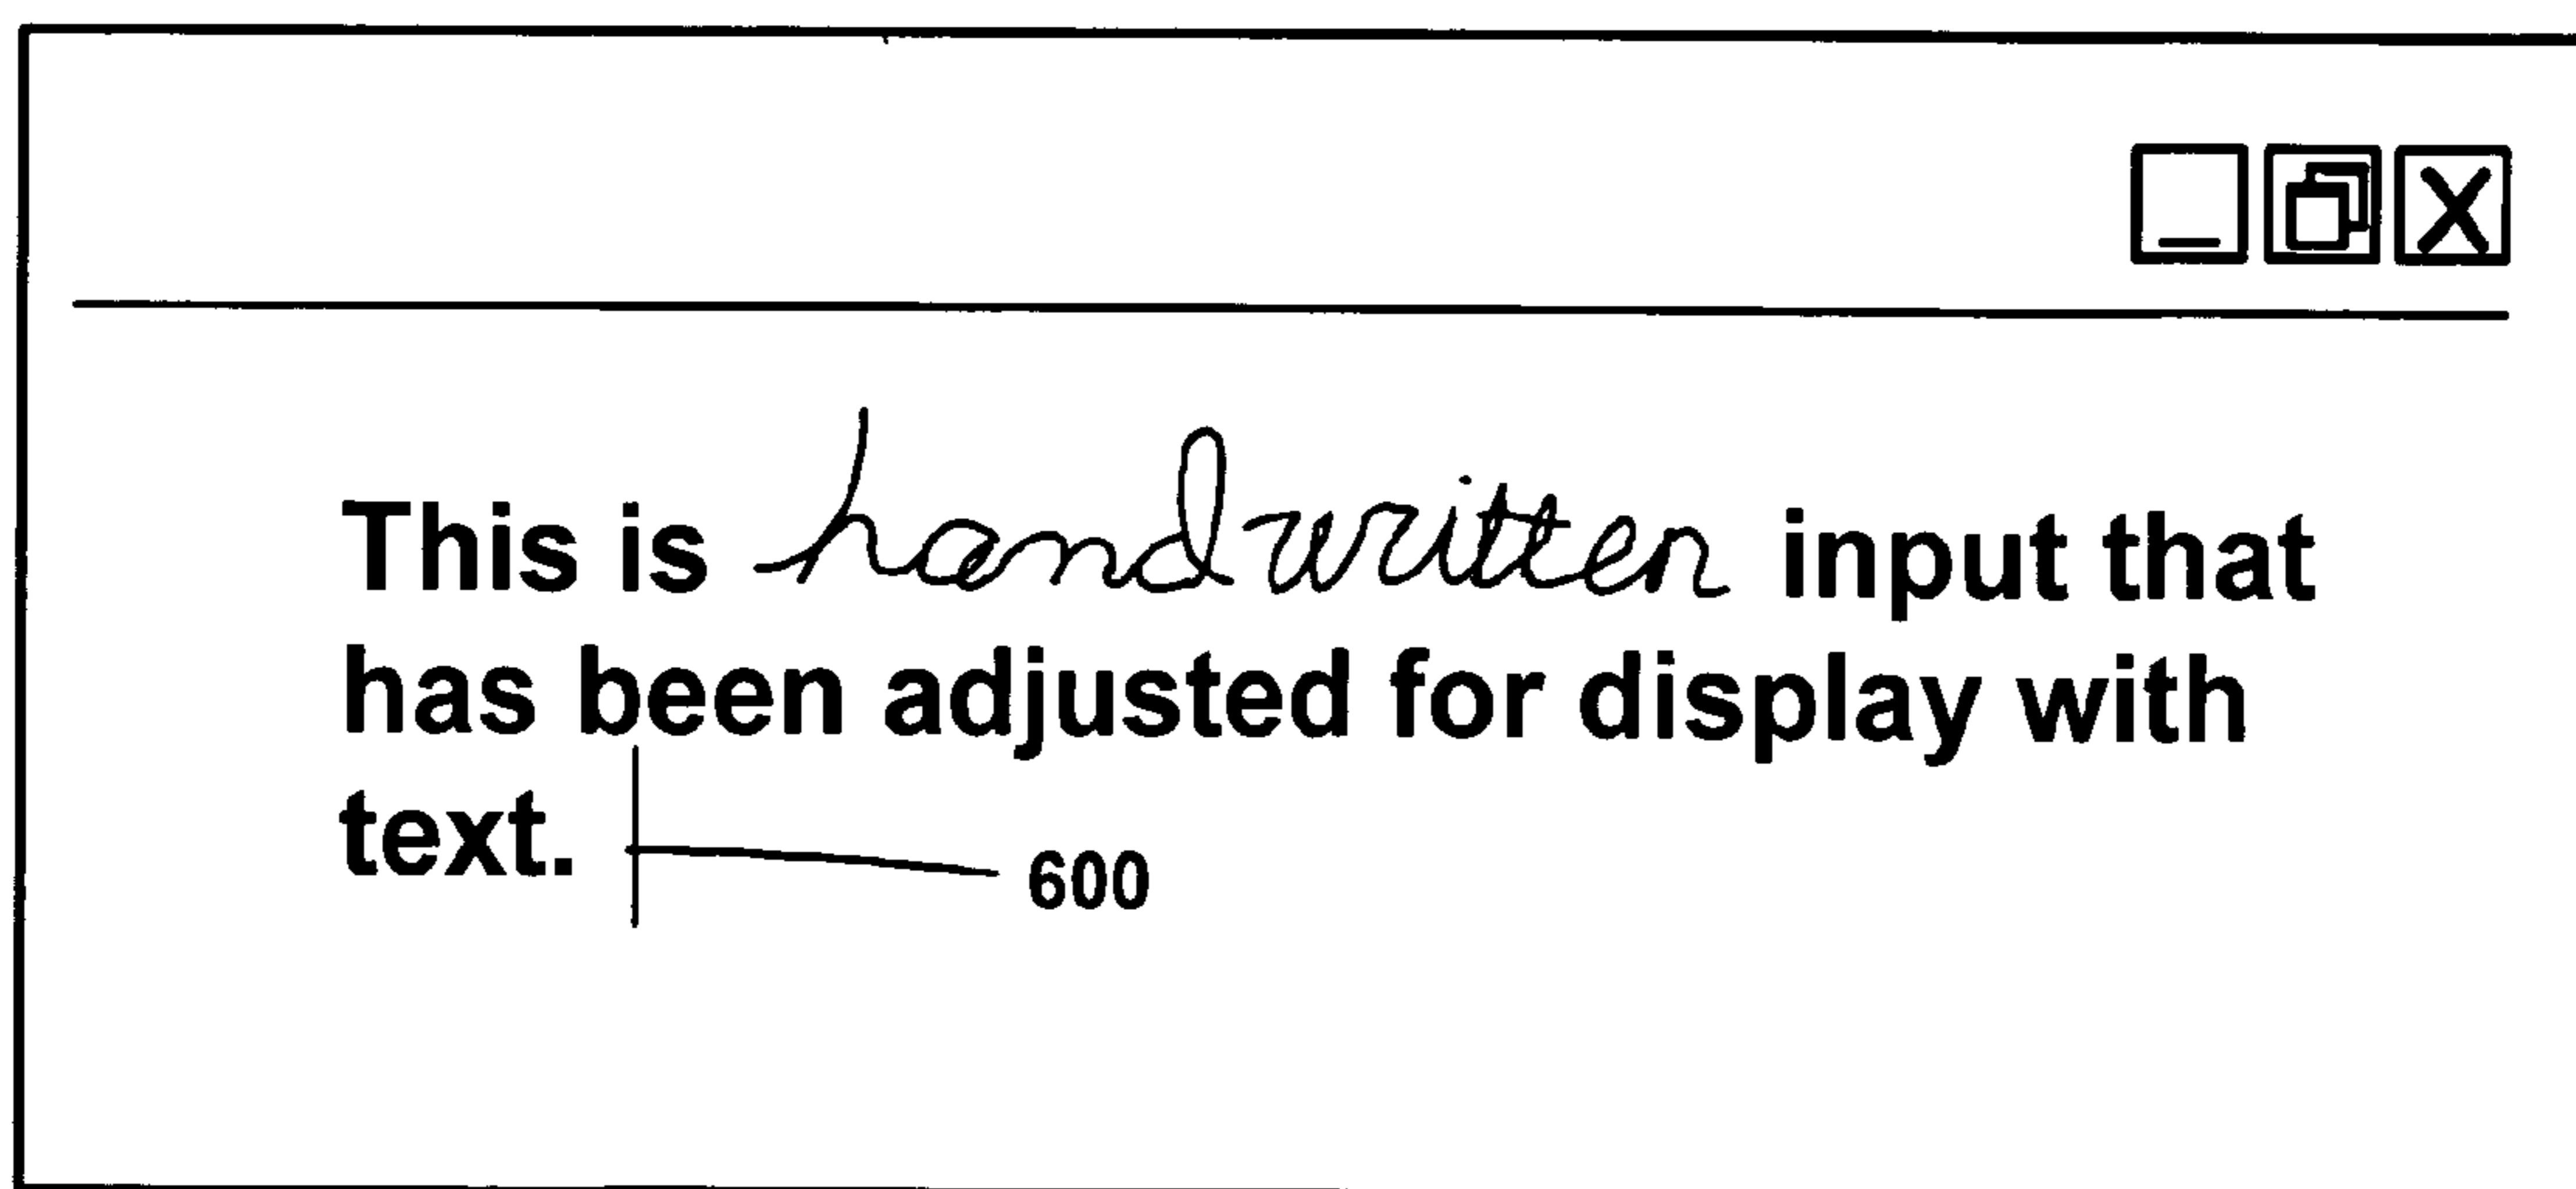 This is handwritten input that
has been adjusted for display with
text.
600